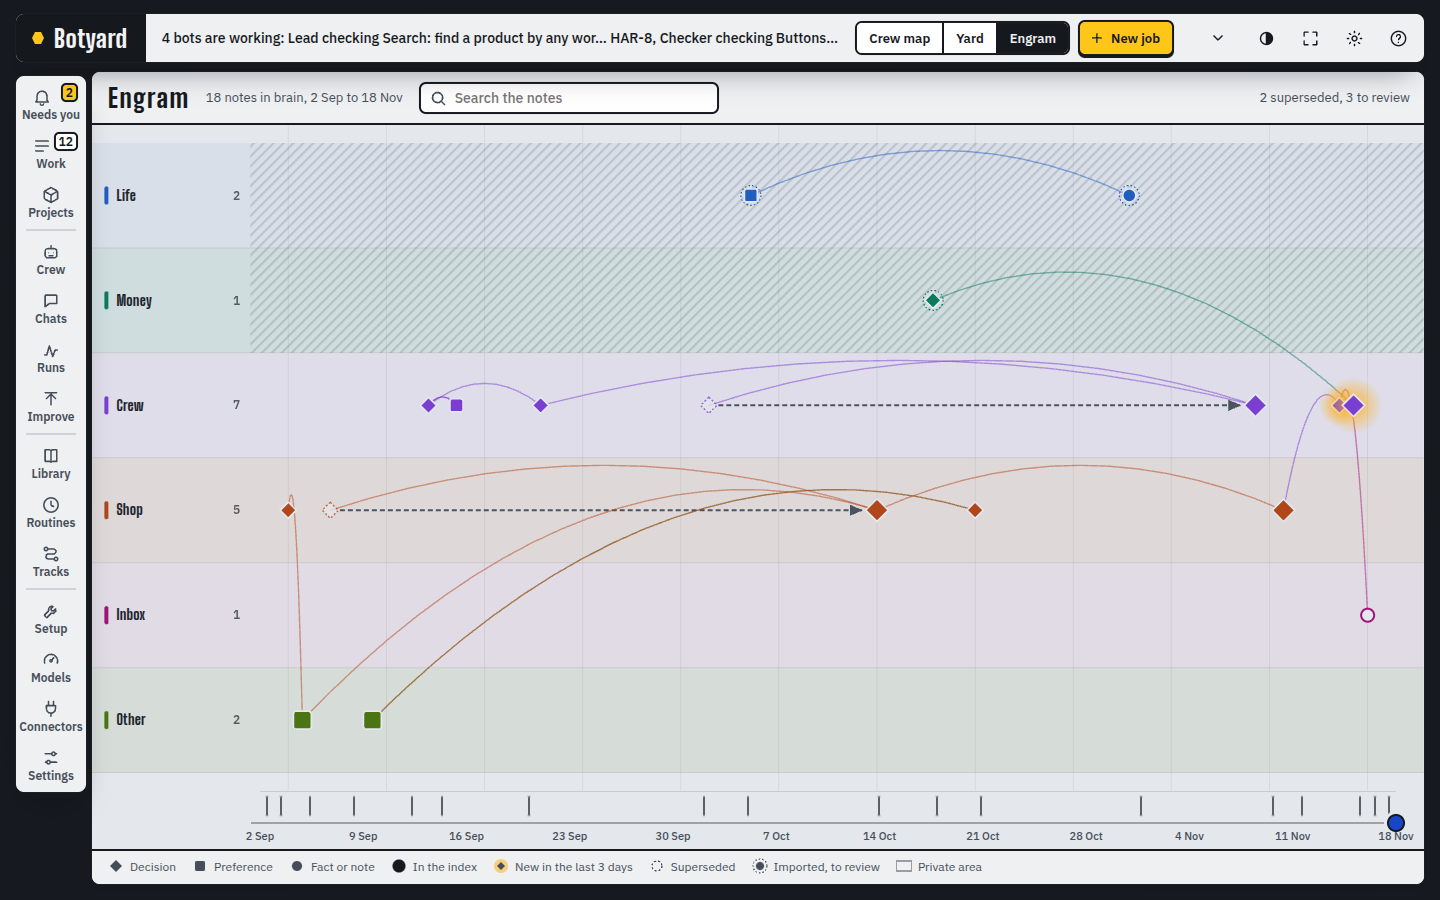 Botyard
4 bots are working: Lead checking Search: find a product by any wor... HAR-8, Checker checking Buttons...
Crew map
Yard
Engram
New job
2
Needs you
12
Work
Projects
Crew
Chats
Runs
Improve
Library
Routines
Tracks
Setup
Models
Connectors
Settings
Engram
18 notes in brain, 2 Sep to 18 Nov
Search the notes
2 superseded, 3 to review
Life 2
Money 1
Crew 7
Shop 5
Inbox 1
Other 2
2 Sep 9 Sep 16 Sep 23 Sep 30 Sep 7 Oct 14 Oct 21 Oct 28 Oct 4 Nov 11 Nov 18 Nov
Decision Preference Fact or note In the index New in the last 3 days Superseded Imported, to review Private area